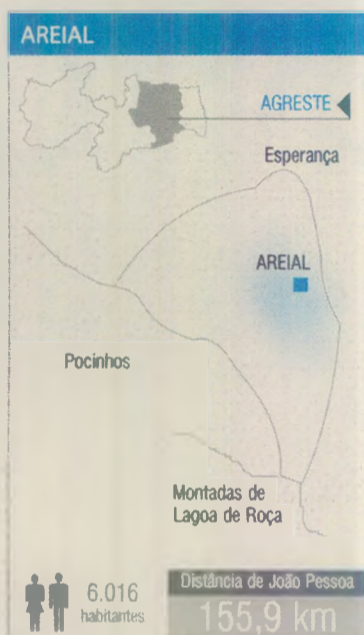 AREIAL
AGRESTE
Esperança
AREIAL
Pocinhos
Montadas de
Lagoa de Roça
6.016
habitantes
Distância de João Pessoa
155,9 km